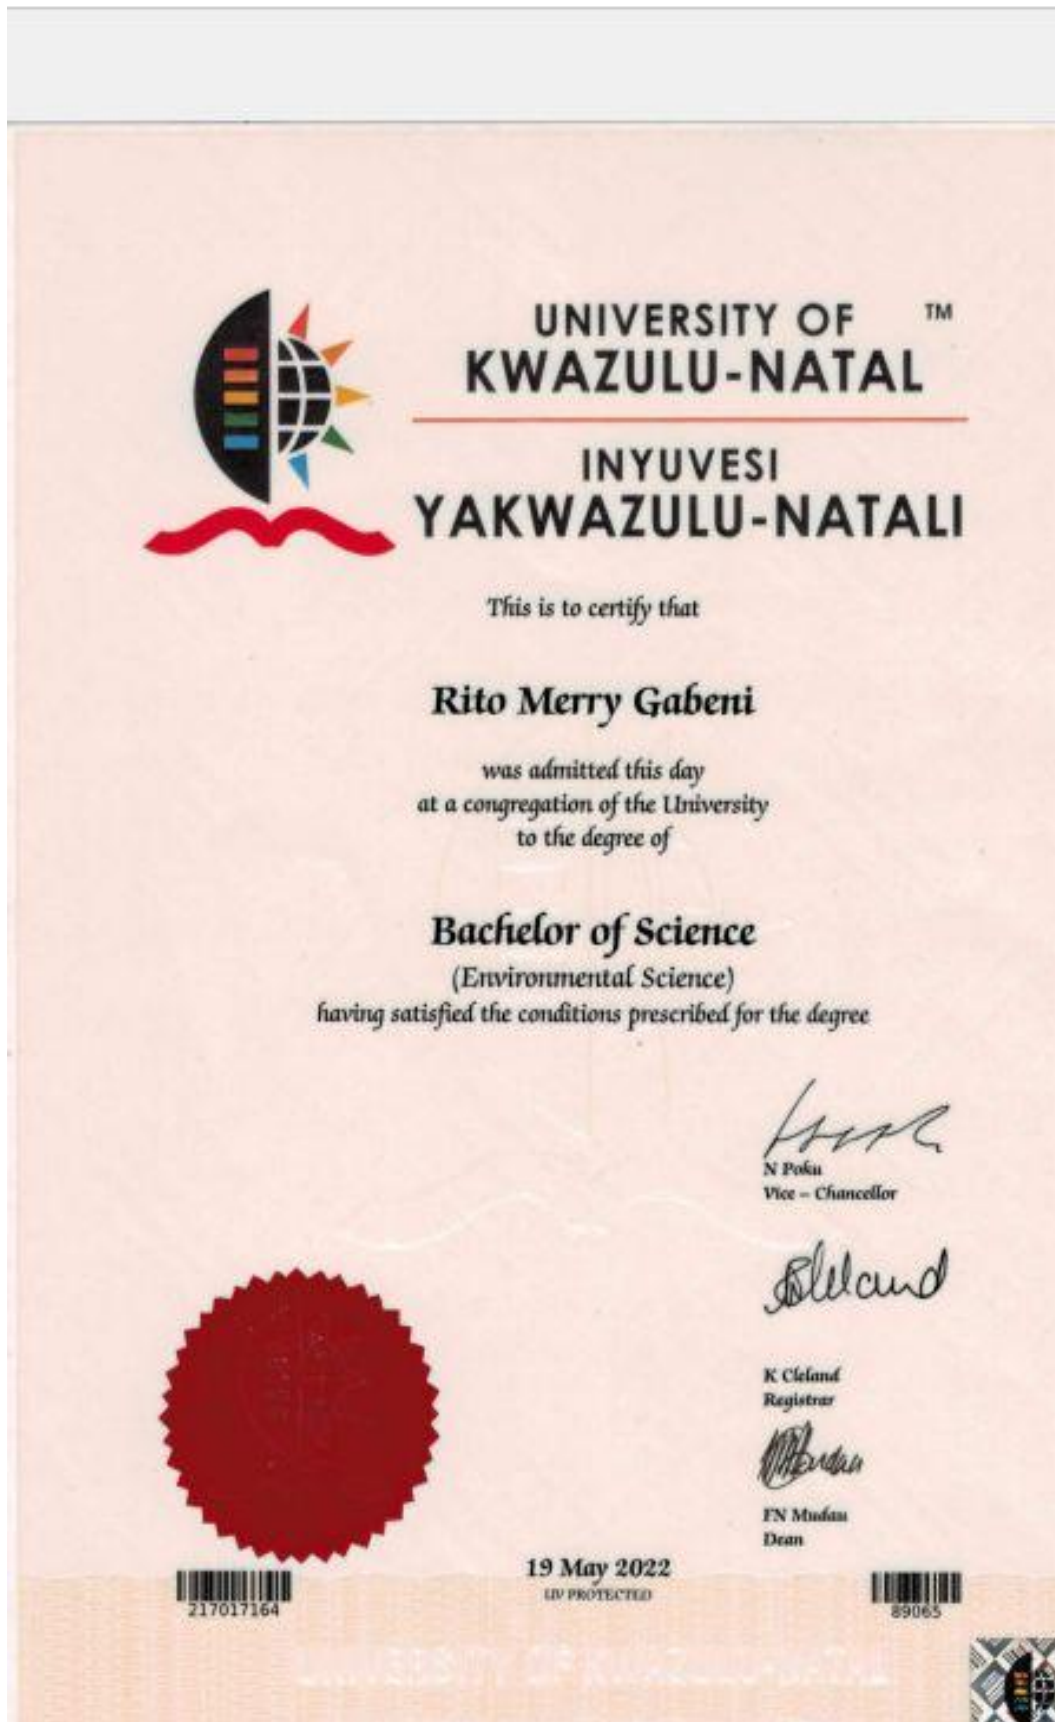 UNIVERSITY OF ™
KWAZULU-NATAL
INYUVESI
YAKWAZULU-NATALI
This is to certify that
Rito Merry Gabeni
was admitted this day
at a congregation of the University
to the degree of
Bachelor of Science
(Environmental Science)
having satisfied the conditions prescribed for the degree
N Poku
Vice – Chancellor
K Cleland
Registrar
FN Mudau
Dean
19 May 2022
UV PROTECTED
217017164
89065